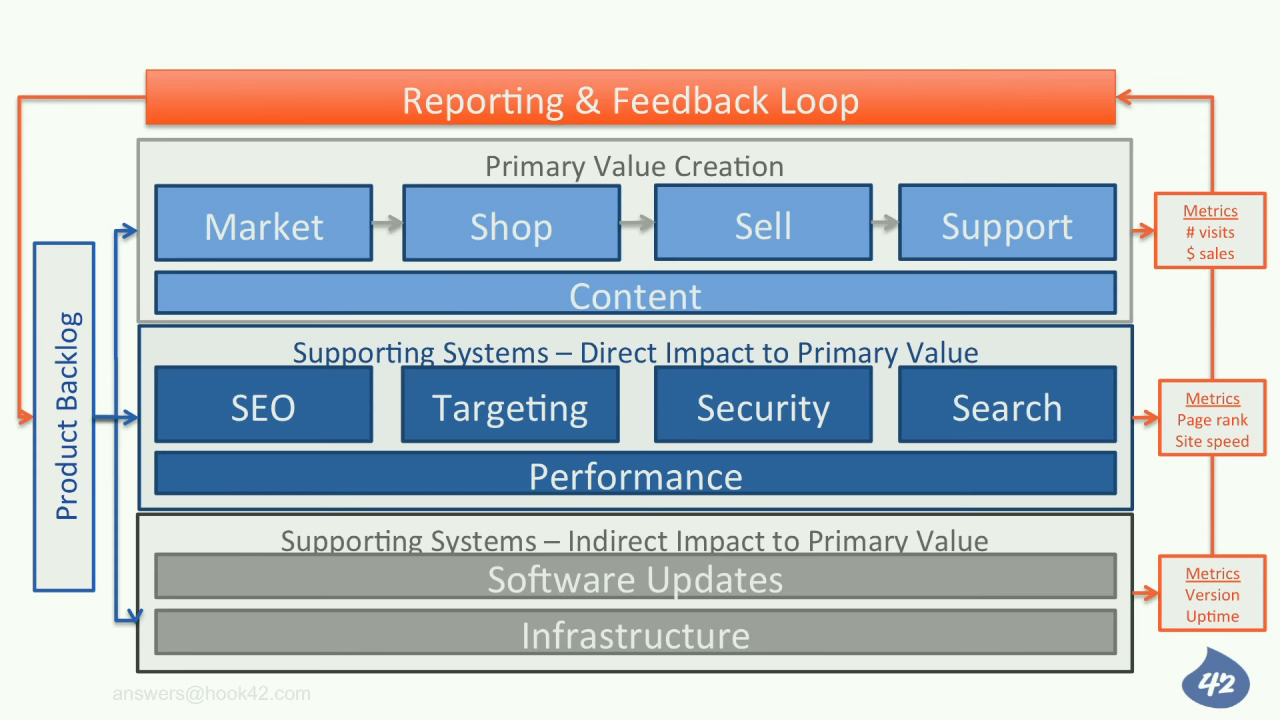 Reporting & Feedback Loop
Primary Value Creation
Market
Shop
Sell
Support
Content
Metrics
# visits
$ sales
Product Backlog
Supporting Systems – Direct Impact to Primary Value
SEO
Targeting
Security
Search
Performance
Metrics
Page rank
Site speed
Supporting Systems – Indirect Impact to Primary Value
Software Updates
Infrastructure
Metrics
Version
Uptime
answers@hook42.com
42